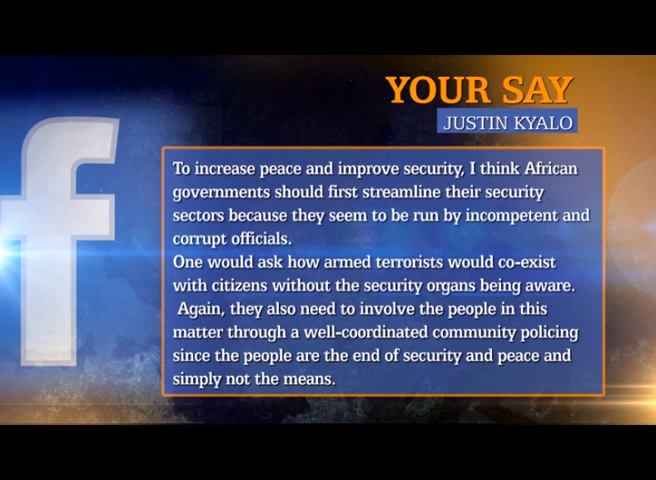 YOUR SAY
JUSTIN KYALO
To increase peace and improve security, I think African
governments should first streamline their security
sectors because they seem to be run by incompetent and
corrupt officials.
One would ask how armed terrorists would co-exist
with citizens without the security organs being aware.
Again, they also need to involve the people in this
matter through a well-coordinated community policing
since the people are the end of security and peace and
simply not the means.